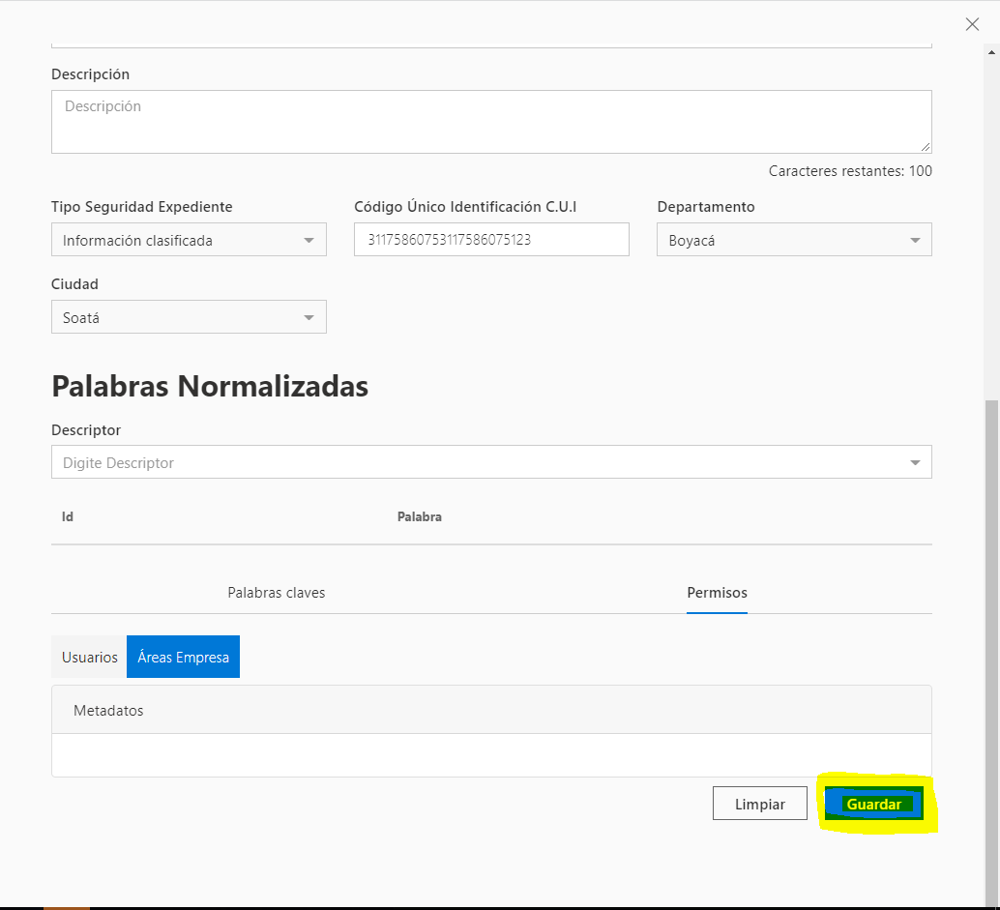 Descripción
Descripción
Caracteres restantes: 100
Tipo Seguridad Expediente
Código Único Identificación C.U.I
Departamento
Información clasificada
31175860753117586075123
Boyacá
Ciudad
Soatá
Palabras Normalizadas
Descriptor
Digite Descriptor
Id
Palabra
Palabras claves
Permisos
Usuarios
Áreas Empresa
Metadatos
Limpiar
Guardar